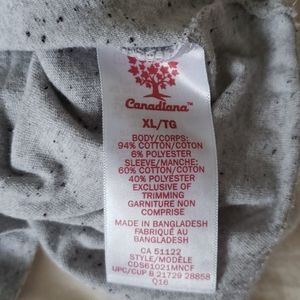 Canadiana™
XL/TG
BODY/CORPS:
94% COTTON/COTON
6% POLYESTER
SLEEVE/MANCHE:
60% COTTON/COTON
40% POLYESTER
EXCLUSIVE OF
TRIMMING
GARNITURE NON
COMPRISE
MADE IN BANGLADESH
FABRIQUÉ AU
BANGLADESH
CA 51122
STYLE/MODÈLE
CDS61021MNCF
UPC/CUP 8 21729 28858
Q16